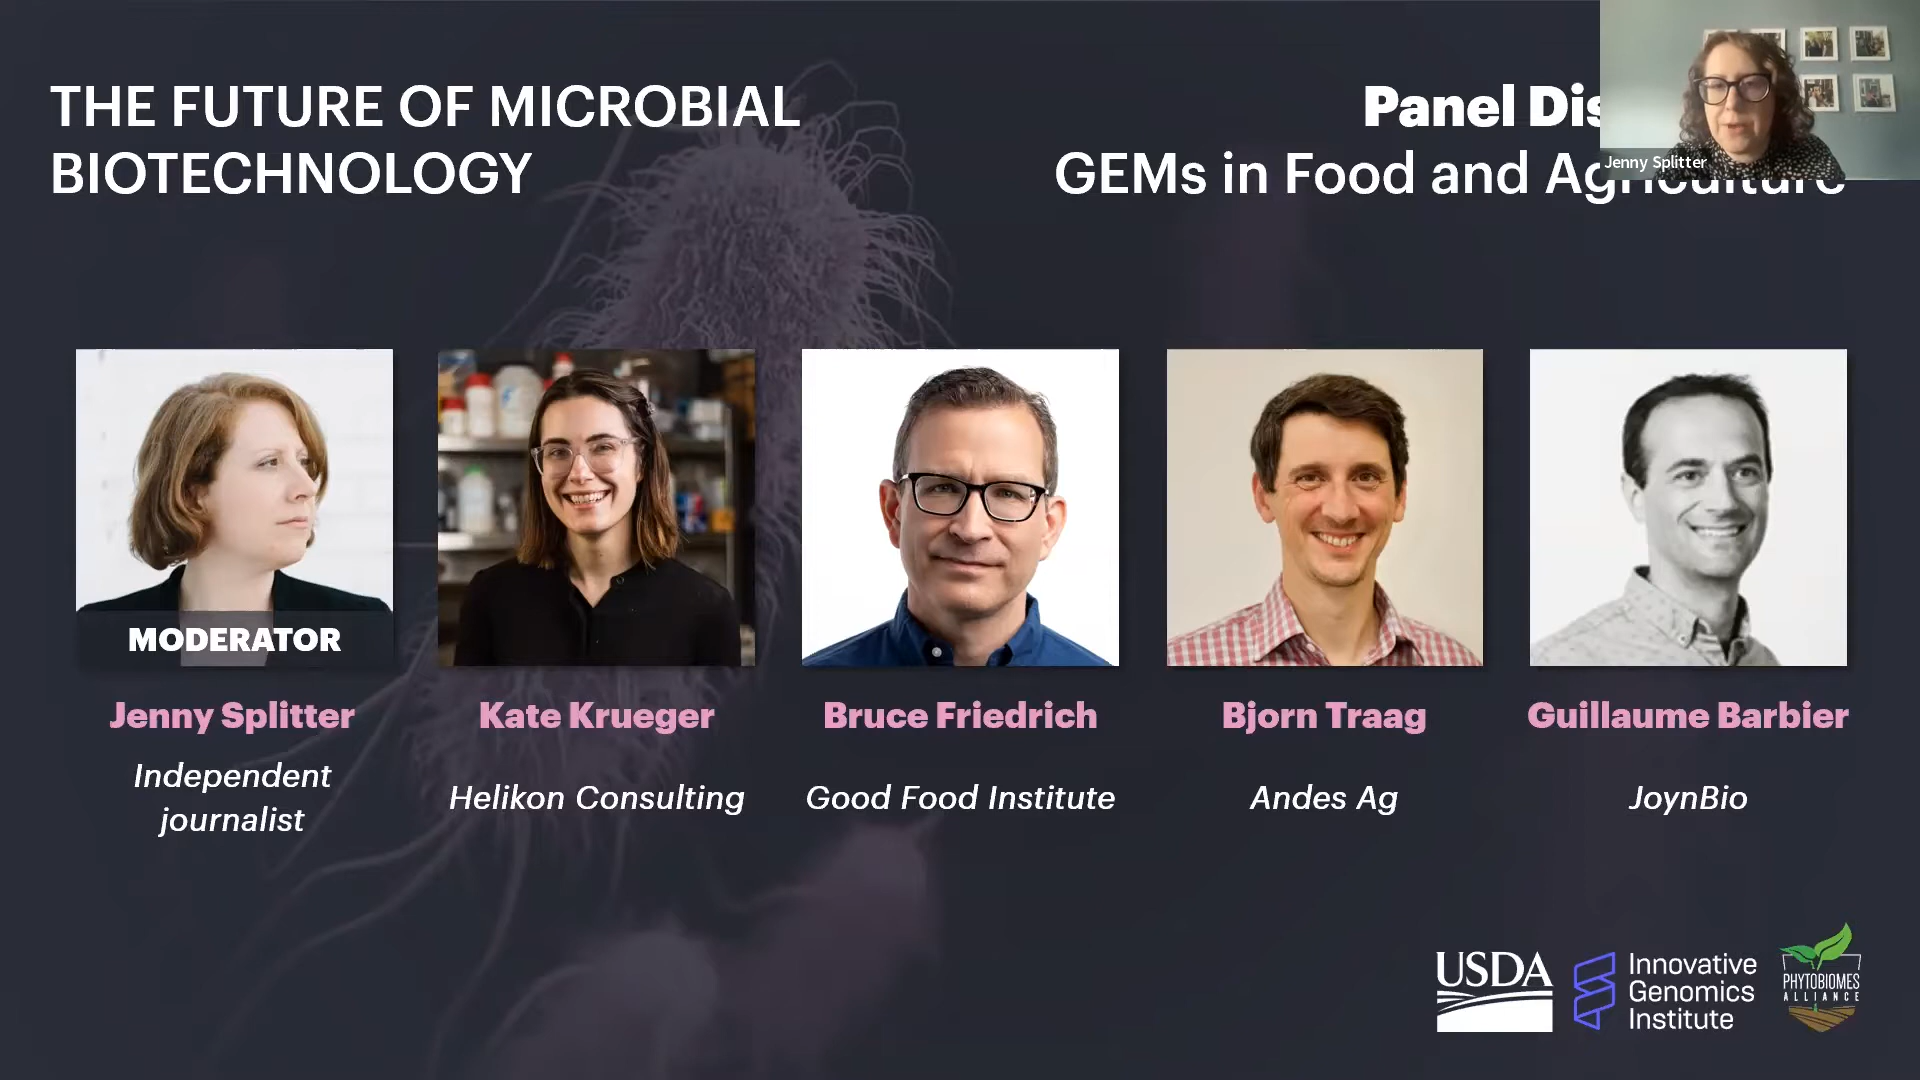 THE FUTURE OF MICROBIAL
BIOTECHNOLOGY
Panel Dis
GEMs in Food and Agriculture
Jenny Splitter
MODERATOR
Jenny Splitter
Independent
journalist
Kate Krueger
Helikon Consulting
Bruce Friedrich
Good Food Institute
Bjorn Traag
Andes Ag
Guillaume Barbier
JoynBio
USDA
Innovative
Genomics
Institute
PHYTOBIOMES
ALLIANCE